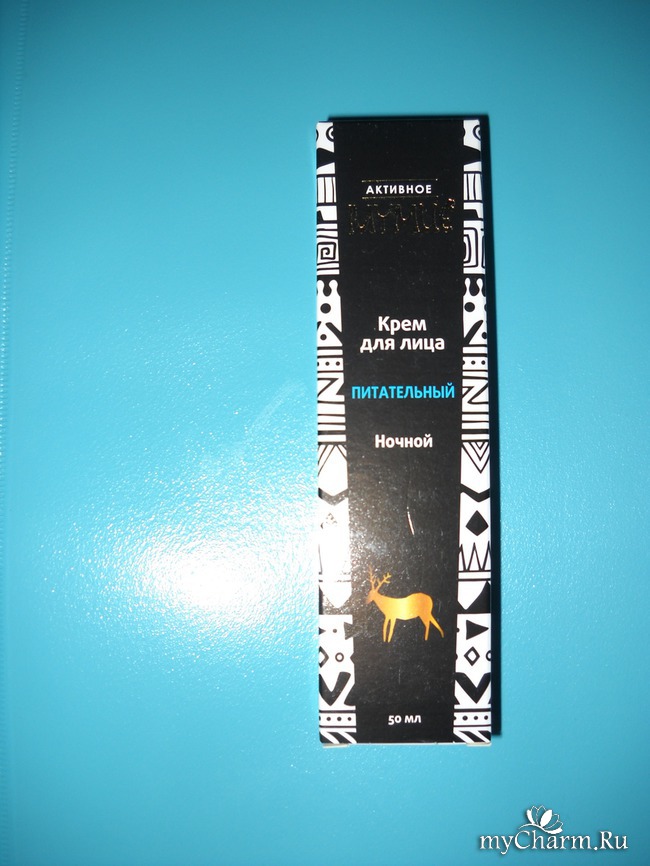 АКТИВНОЕ
Крем
для лица
ПИТАТЕЛЬНЫЙ
Ночной
50 мл
myCharm.Ru